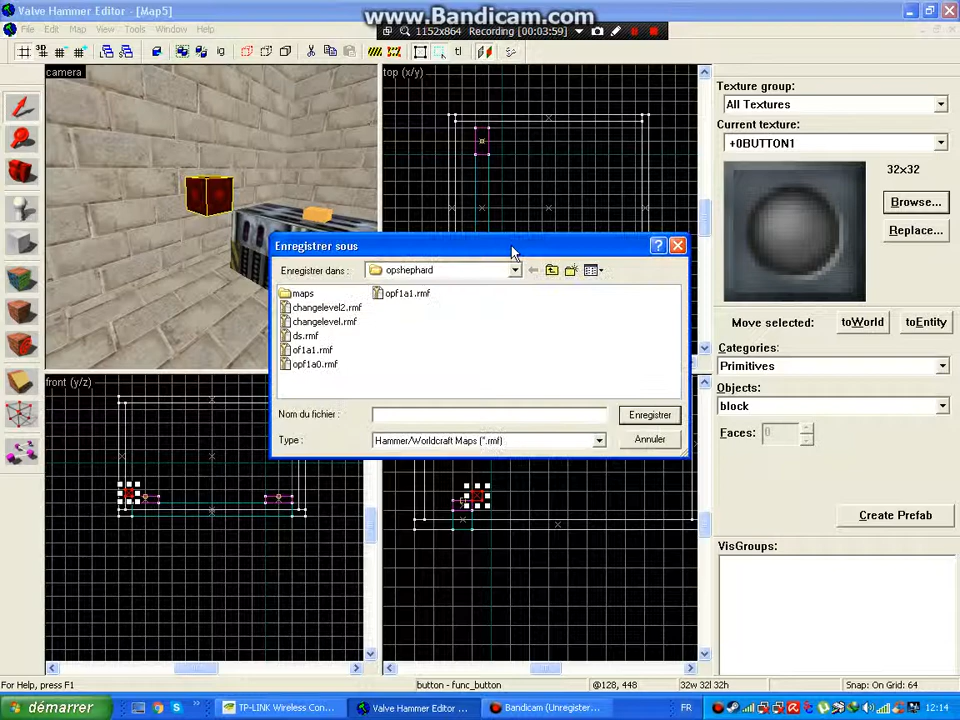 Valve Hammer Editor - [Map5]
www.Bandicam.com
File Edit Map View Tools Window Help
1152x864 Recording [00:03:59]
camera
top (x/y)
Texture group:
All Textures
Current texture:
+0BUTTON1
32x32
Browse...
Replace...
Enregistrer sous
Enregistrer dans :
opshephard
maps
opf1a1.rmf
changelevel2.rmf
changelevel.rmf
ds.rmf
of1a1.rmf
opf1a0.rmf
Nom du fichier :
Enregistrer
Type :
Hammer/Worldcraft Maps (*.rmf)
Annuler
Move selected:
toWorld
toEntity
Categories:
Primitives
Objects:
block
Faces:
0
front (y/z)
Create Prefab
VisGroups:
For Help, press F1
button - func_button
@128, 448
32w 32l 32h
Snap: On Grid: 64
démarrer
TP-LINK Wireless Con...
Valve Hammer Editor ...
Bandicam (Unregister...
FR
12:14